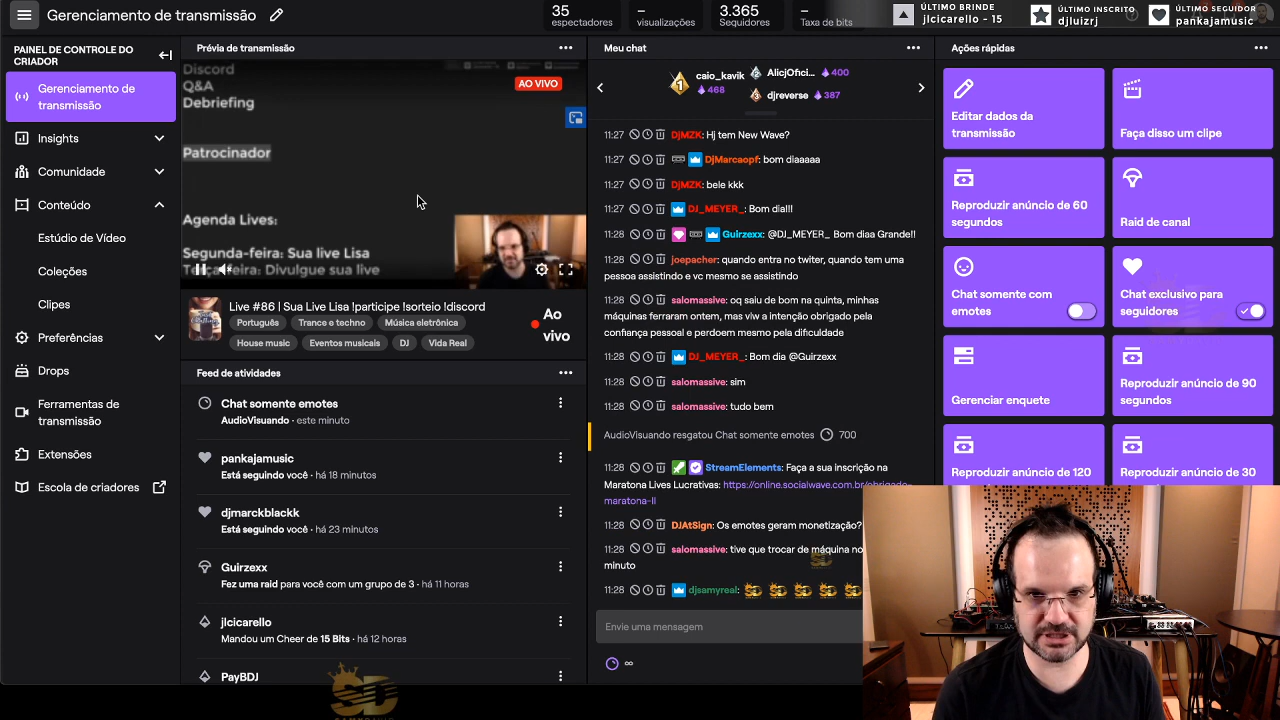 Gerenciamento de transmissão
35
espectadores
–
visualizações
3.365
Seguidores
–
Taxa de bits
ÚLTIMO BRINDE
jlcicarello - 15
ÚLTIMO INSCRITO
djluizrj
ÚLTIMO SEGUIDOR
pankajamusic
PAINEL DE CONTROLE DO
CRIADOR
Gerenciamento de
transmissão
Insights
Comunidade
Conteúdo
Estúdio de Vídeo
Coleções
Clipes
Preferências
Drops
Ferramentas de
transmissão
Extensões
Escola de criadores
Prévia de transmissão
Discord
Q&A
Debriefing
AO VIVO
Patrocinador
Agenda Lives:
Segunda-feira: Sua live Lisa
Terça-feira: Divulgue sua live
Live #86 | Sua Live Lisa !participe !sorteio !discord
Português
Trance e techno
Música eletrônica
House music
Eventos musicais
DJ
Vida Real
Ao
vivo
Feed de atividades
Chat somente emotes
AudioVisuando · este minuto
pankajamusic
Está seguindo você · há 18 minutos
djmarckblackk
Está seguindo você · há 23 minutos
Guirzexx
Fez uma raid para você com um grupo de 3 · há 11 horas
jlcicarello
Mandou um Cheer de 15 Bits · há 12 horas
PayBDJ
Meu chat
1
caio_kavik
468
AlicjOfici...
400
djreverse
387
11:27 DjMZK: Hj tem New Wave?
11:27 DjMarcaopf: bom diaaaaa
11:27 DjMZK: bele kkk
11:27 DJ_MEYER_: Bom dia!!!
11:28 Guirzexx: @DJ_MEYER_ Bom diaa Grande!!
11:28 joepacher: quando entra no twiter, quando tem uma
pessoa assistindo e vc mesmo se assistindo
11:28 salomassive: oq saiu de bom na quinta, minhas
máquinas ferraram ontem, mas viv a intenção obrigado pela
confiança pessoal e perdoem mesmo pela dificuldade
11:28 DJ_MEYER_: Bom dia @Guirzexx
11:28 salomassive: sim
11:28 salomassive: tudo bem
AudioVisuando resgatou Chat somente emotes 700
11:28 StreamElements: Faça a sua inscrição na
Maratona Lives Lucrativas: https://online.socialwave.com.br/obrigado-
maratona-ll
11:28 DJAtSign: Os emotes geram monetização?
11:28 salomassive: tive que trocar de máquina no
minuto
11:28 djsamyreal:
Envie uma mensagem
∞
Ações rápidas
Editar dados da
transmissão
Faça disso um clipe
Reproduzir anúncio de 60
segundos
Raid de canal
Chat somente com
emotes
Chat exclusivo para
seguidores
Gerenciar enquete
Reproduzir anúncio de 90
segundos
Reproduzir anúncio de 120
Reproduzir anúncio de 30